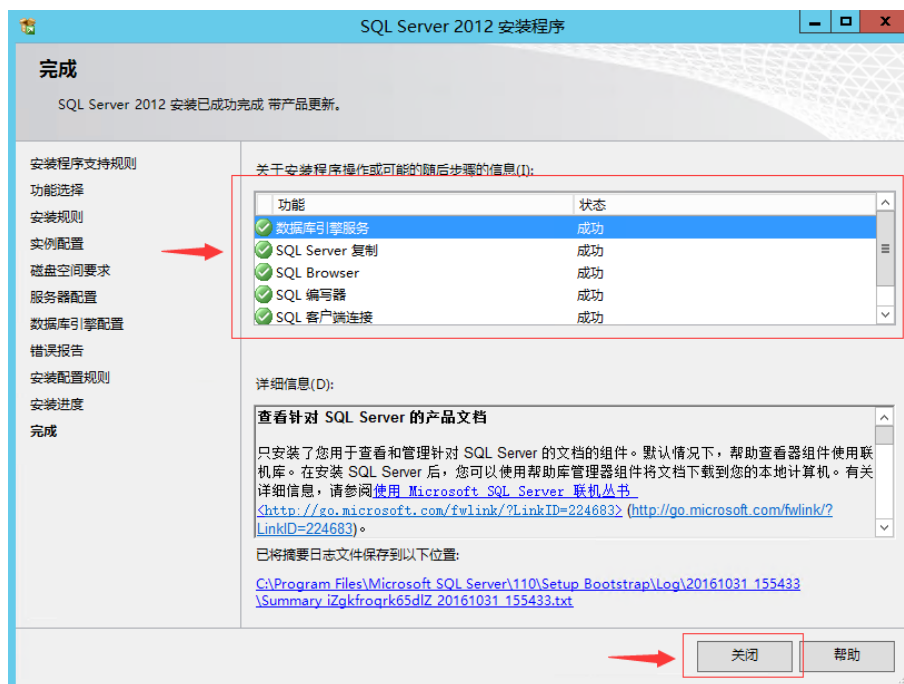 SQL Server 2012 安装程序
完成
SQL Server 2012 安装已成功完成 带产品更新。
安装程序支持规则
功能选择
安装规则
实例配置
磁盘空间要求
服务器配置
数据库引擎配置
错误报告
安装配置规则
安装进度
完成
关于安装程序操作或可能的随后步骤的信息(I):
功能 状态
数据库引擎服务 成功
SQL Server 复制 成功
SQL Browser 成功
SQL 编写器 成功
SQL 客户端连接 成功
详细信息(D):
查看针对 SQL Server 的产品文档
只安装了您用于查看和管理针对 SQL Server 的文档的组件。默认情况下，帮助查看器组件使用联
机库。在安装 SQL Server 后，您可以使用帮助库管理器组件将文档下载到您的本地计算机。有关
详细信息，请参阅使用 Microsoft SQL Server 联机丛书
<http://go.microsoft.com/fwlink/?LinkID=224683> (http://go.microsoft.com/fwlink/?
LinkID=224683)。
已将摘要日志文件保存到以下位置:
C:\Program Files\Microsoft SQL Server\110\Setup Bootstrap\Log\20161031_155433
\Summary_iZgkfroqrk65dlZ_20161031_155433.txt
关闭
帮助